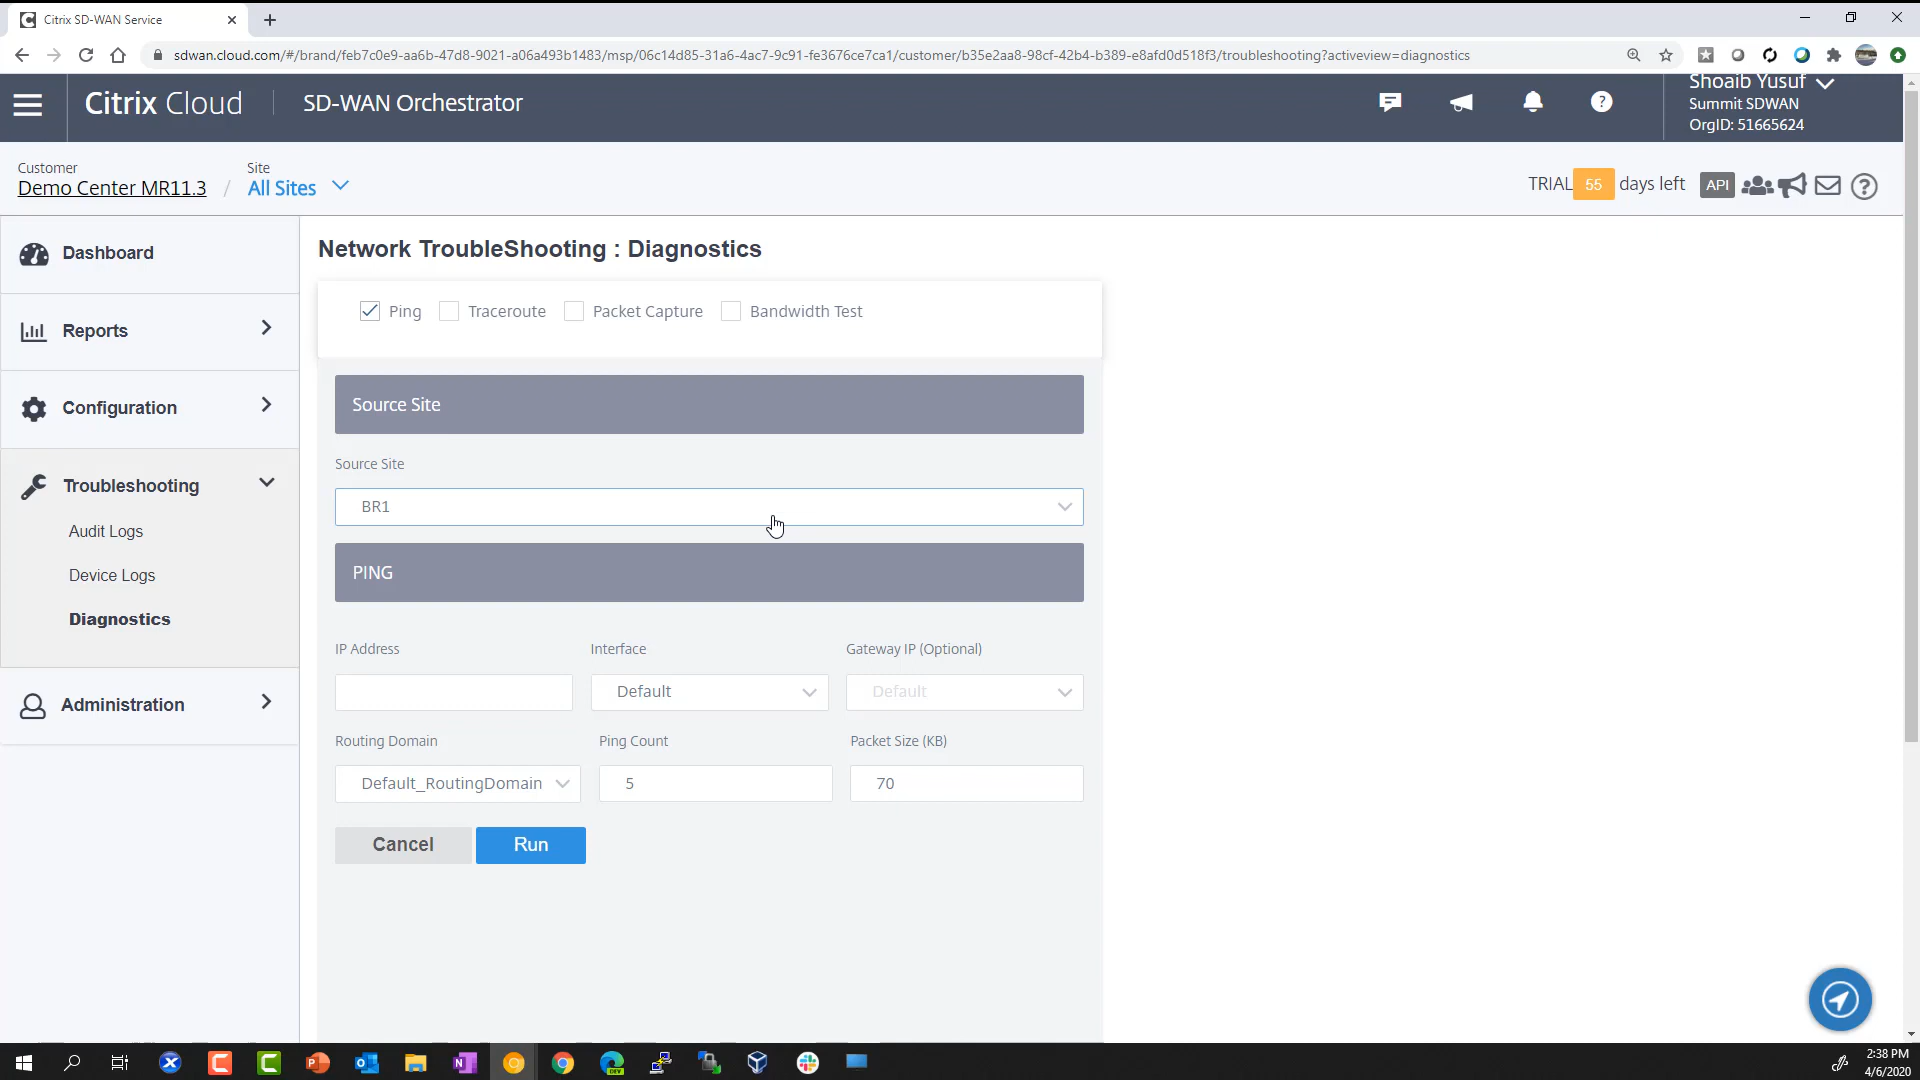 Citrix SD-WAN Service
sdwan.cloud.com/#/brand/feb7c0e9-aa6b-47d8-9021-a06a493b1483/msp/06c14d85-31a6-4ac7-9c91-fe3676ce7ca1/customer/b35e2aa8-98cf-42b4-b389-e8afd0d518f3/troubleshooting?activeview=diagnostics
Citrix Cloud
SD-WAN Orchestrator
Shoaib Yusuf
Summit SDWAN
OrgID: 51665624
Customer
Demo Center MR11.3
/
Site
All Sites
TRIAL 55 days left
API
Dashboard
Reports
Configuration
Troubleshooting
Audit Logs
Device Logs
Diagnostics
Administration
Network TroubleShooting : Diagnostics
Ping Traceroute Packet Capture Bandwidth Test
Source Site
Source Site
BR1
PING
IP Address Interface Gateway IP (Optional)
Default Default
Routing Domain Ping Count Packet Size (KB)
Default_RoutingDomain 5 70
Cancel Run
2:38 PM
4/6/2020